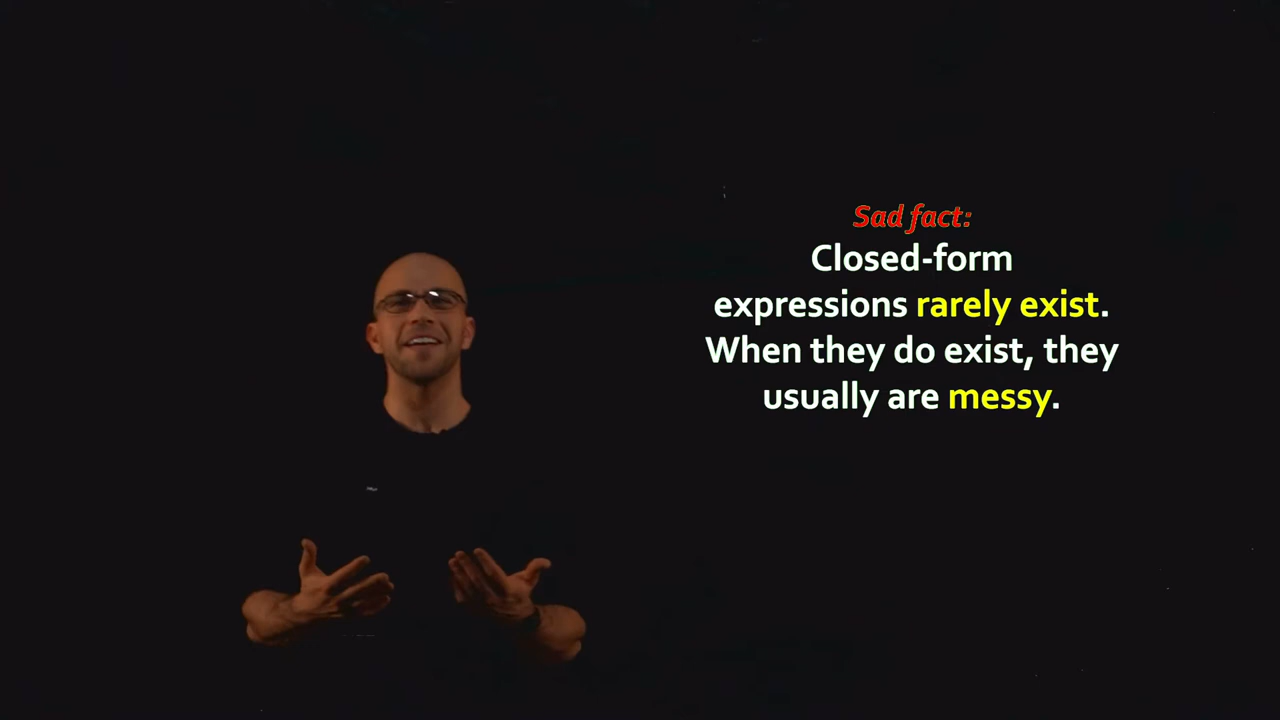 Sad fact:
Closed-form
expressions rarely exist.
When they do exist, they
usually are messy.